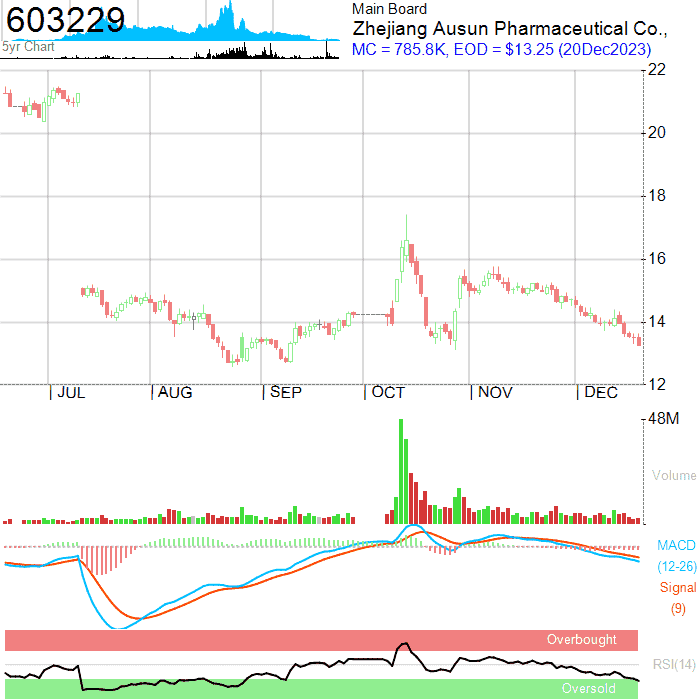 603229
Main Board
Zhejiang Ausun Pharmaceutical Co.,
MC = 785.8K, EOD = $13.25 (20Dec2023)
5yr Chart
22
20
18
16
14
12
JUL AUG SEP OCT NOV DEC
48M
Volume
MACD
(12-26)
Signal
(9)
Overbought
RSI(14)
Oversold